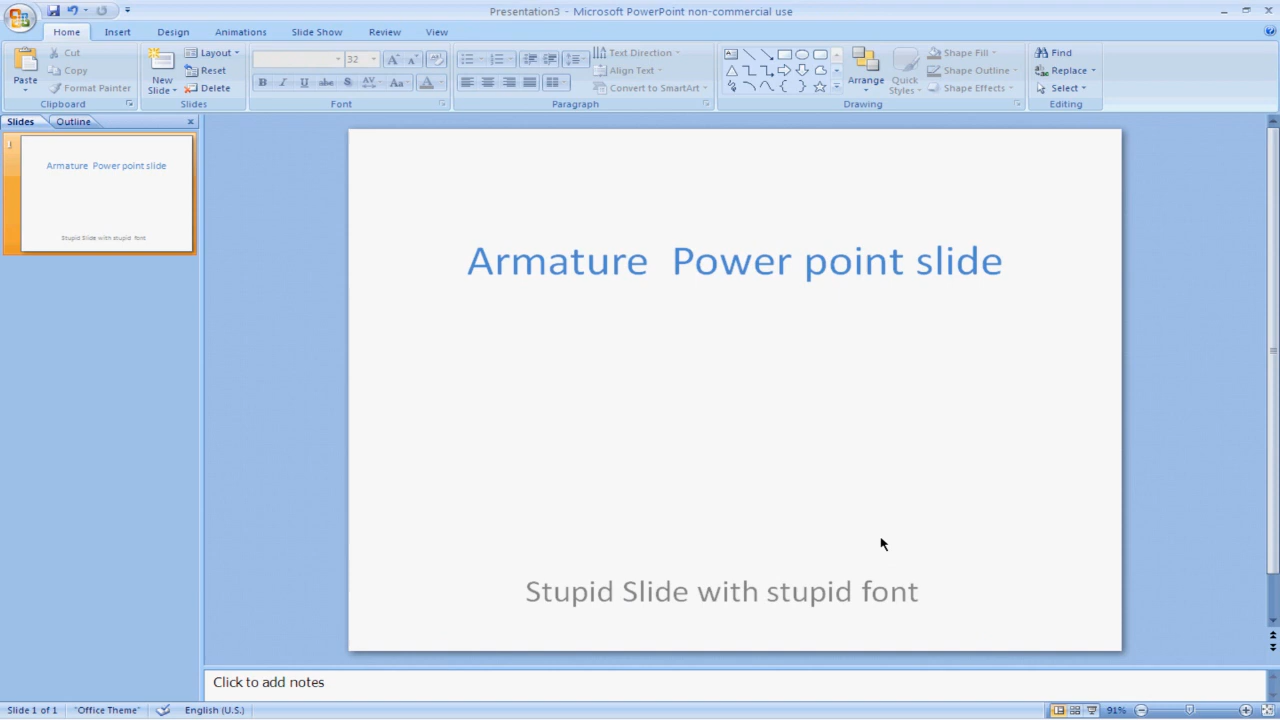 Presentation3 - Microsoft PowerPoint non-commercial use
Home Insert Design Animations Slide Show Review View
Paste
Cut
Copy
Format Painter
Clipboard
New Slide
Layout
Reset
Delete
Slides
32
B I U abc S AV Aa A
Font
Text Direction
Align Text
Convert to SmartArt
Paragraph
Arrange
Quick Styles
Shape Fill
Shape Outline
Shape Effects
Drawing
Find
Replace
Select
Editing
Slides Outline
1
Armature  Power point slide
Stupid Slide with stupid font
Armature  Power point slide
Stupid Slide with stupid font
Click to add notes
Slide 1 of 1 "Office Theme" English (U.S.) 91%